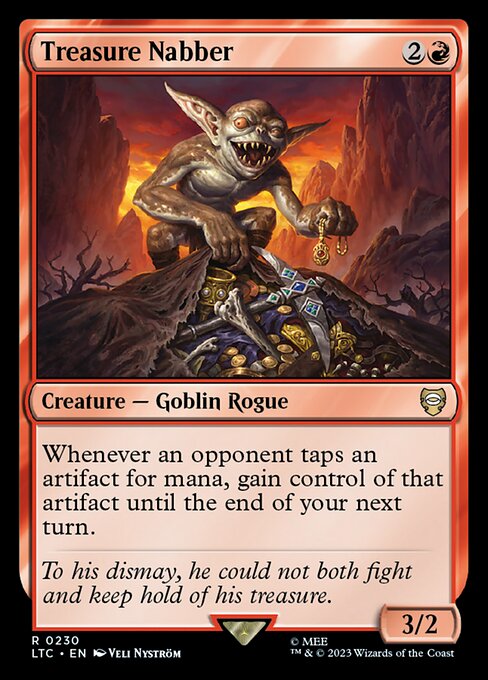 Treasure Nabber 2
Creature — Goblin Rogue
Whenever an opponent taps an
artifact for mana, gain control of that
artifact until the end of your next
turn.
To his dismay, he could not both fight
and keep hold of his treasure.
3/2
R 0230
LTC • EN Veli Nyström
© MEE
™ & © 2023 Wizards of the Coast